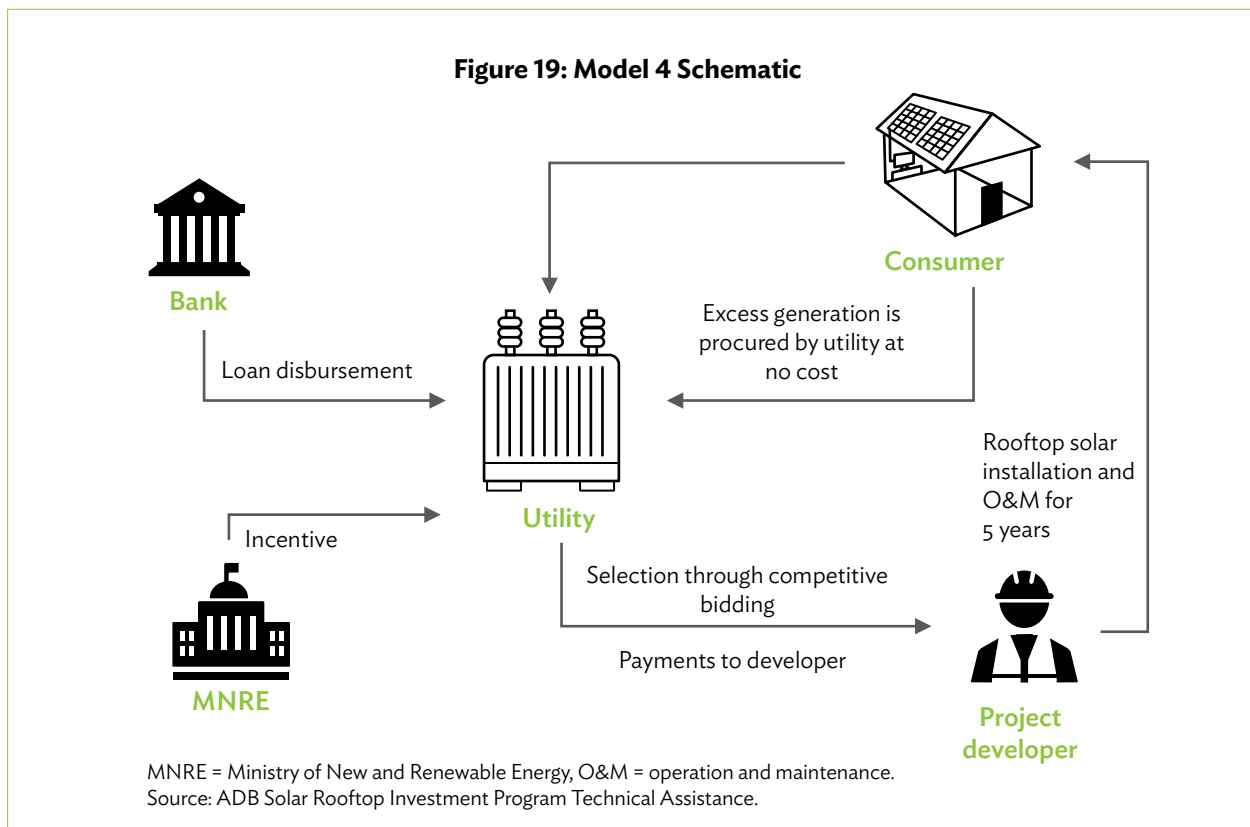 Figure 19: Model 4 Schematic
Consumer
Bank
Excess generation is
procured by utility at
no cost
Loan disbursement
Rooftop solar
installation and
O&M for
5 years
Utility
Incentive
Selection through competitive
bidding
Payments to developer
MNRE
Project
developer
MNRE = Ministry of New and Renewable Energy, O&M = operation and maintenance.
Source: ADB Solar Rooftop Investment Program Technical Assistance.